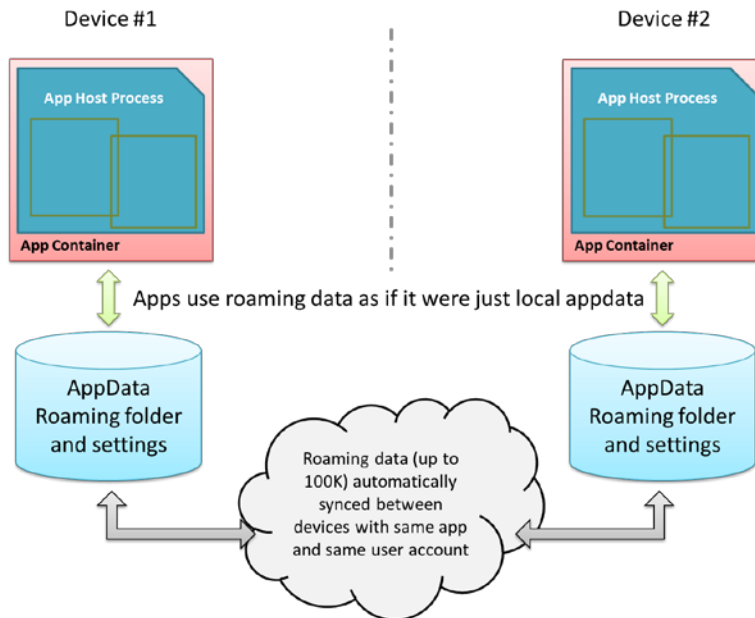 Device #1
Device #2
App Host Process
App Host Process
App Container
App Container
Apps use roaming data as if it were just local appdata
AppData
Roaming folder
and settings
AppData
Roaming folder
and settings
Roaming data (up to
100K) automatically
synced between
devices with same app
and same user account